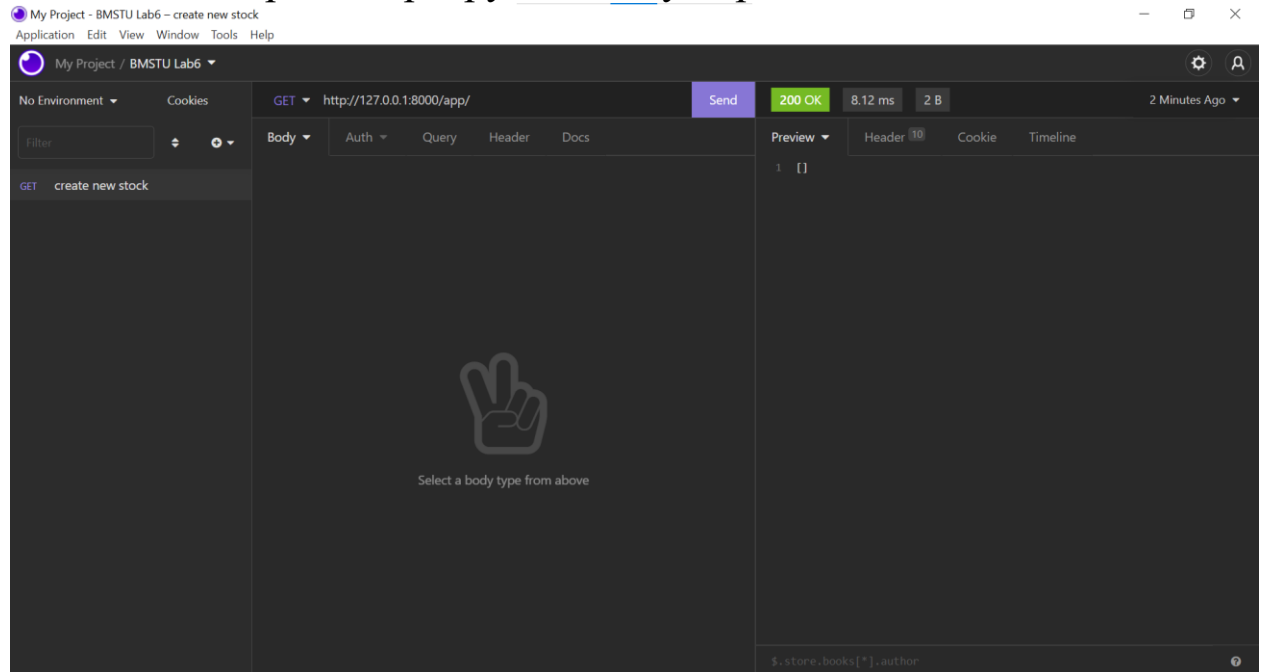 My Project - BMSTU Lab6 – create new stock
Application Edit View Window Tools Help
My Project / BMSTU Lab6
No Environment Cookies
GET http://127.0.0.1:8000/app/ Send
200 OK 8.12 ms 2 B 2 Minutes Ago
Filter
Body Auth Query Header Docs
Preview Header 10 Cookie Timeline
GET create new stock
1 []
Select a body type from above
$.store.books[*].author